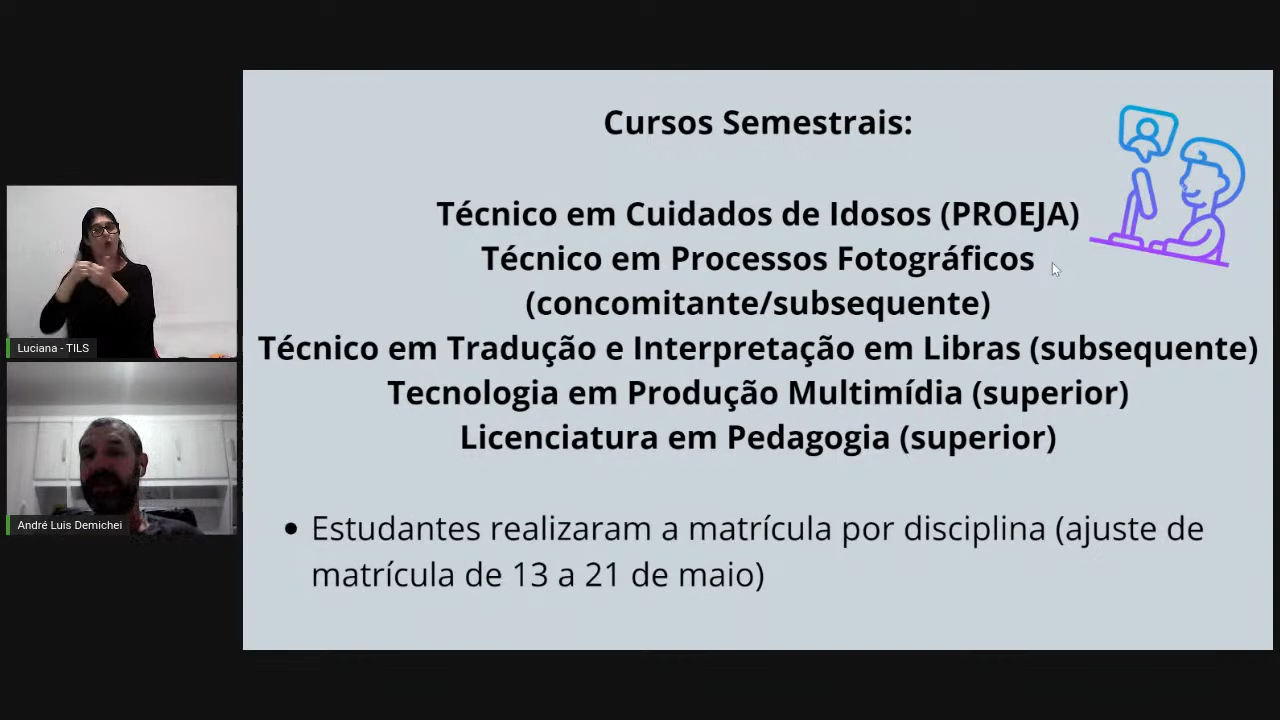 Cursos Semestrais:
Técnico em Cuidados de Idosos (PROEJA)
Técnico em Processos Fotográficos
(concomitante/subsequente)
Técnico em Tradução e Interpretação em Libras (subsequente)
Tecnologia em Produção Multimídia (superior)
Licenciatura em Pedagogia (superior)
• Estudantes realizaram a matrícula por disciplina (ajuste de
matrícula de 13 a 21 de maio)
Luciana - TILS
André Luis Demichei